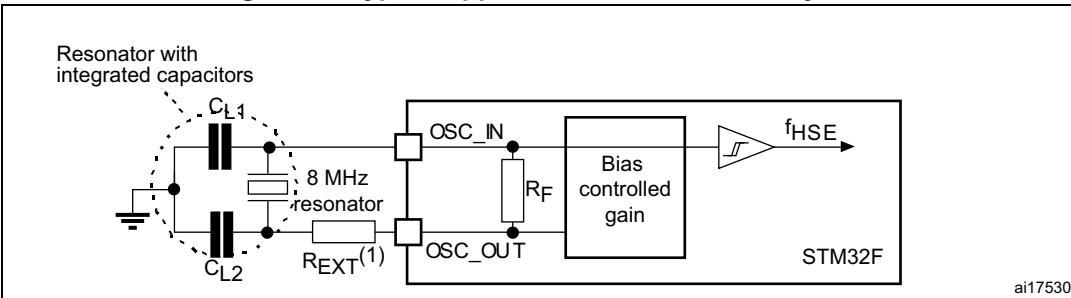 Resonator with
integrated capacitors
CL1
OSC_IN
fHSE
8 MHz
resonator
RF
Bias
controlled
gain
REXT(1)
OSC_OUT
CL2
STM32F
ai17530